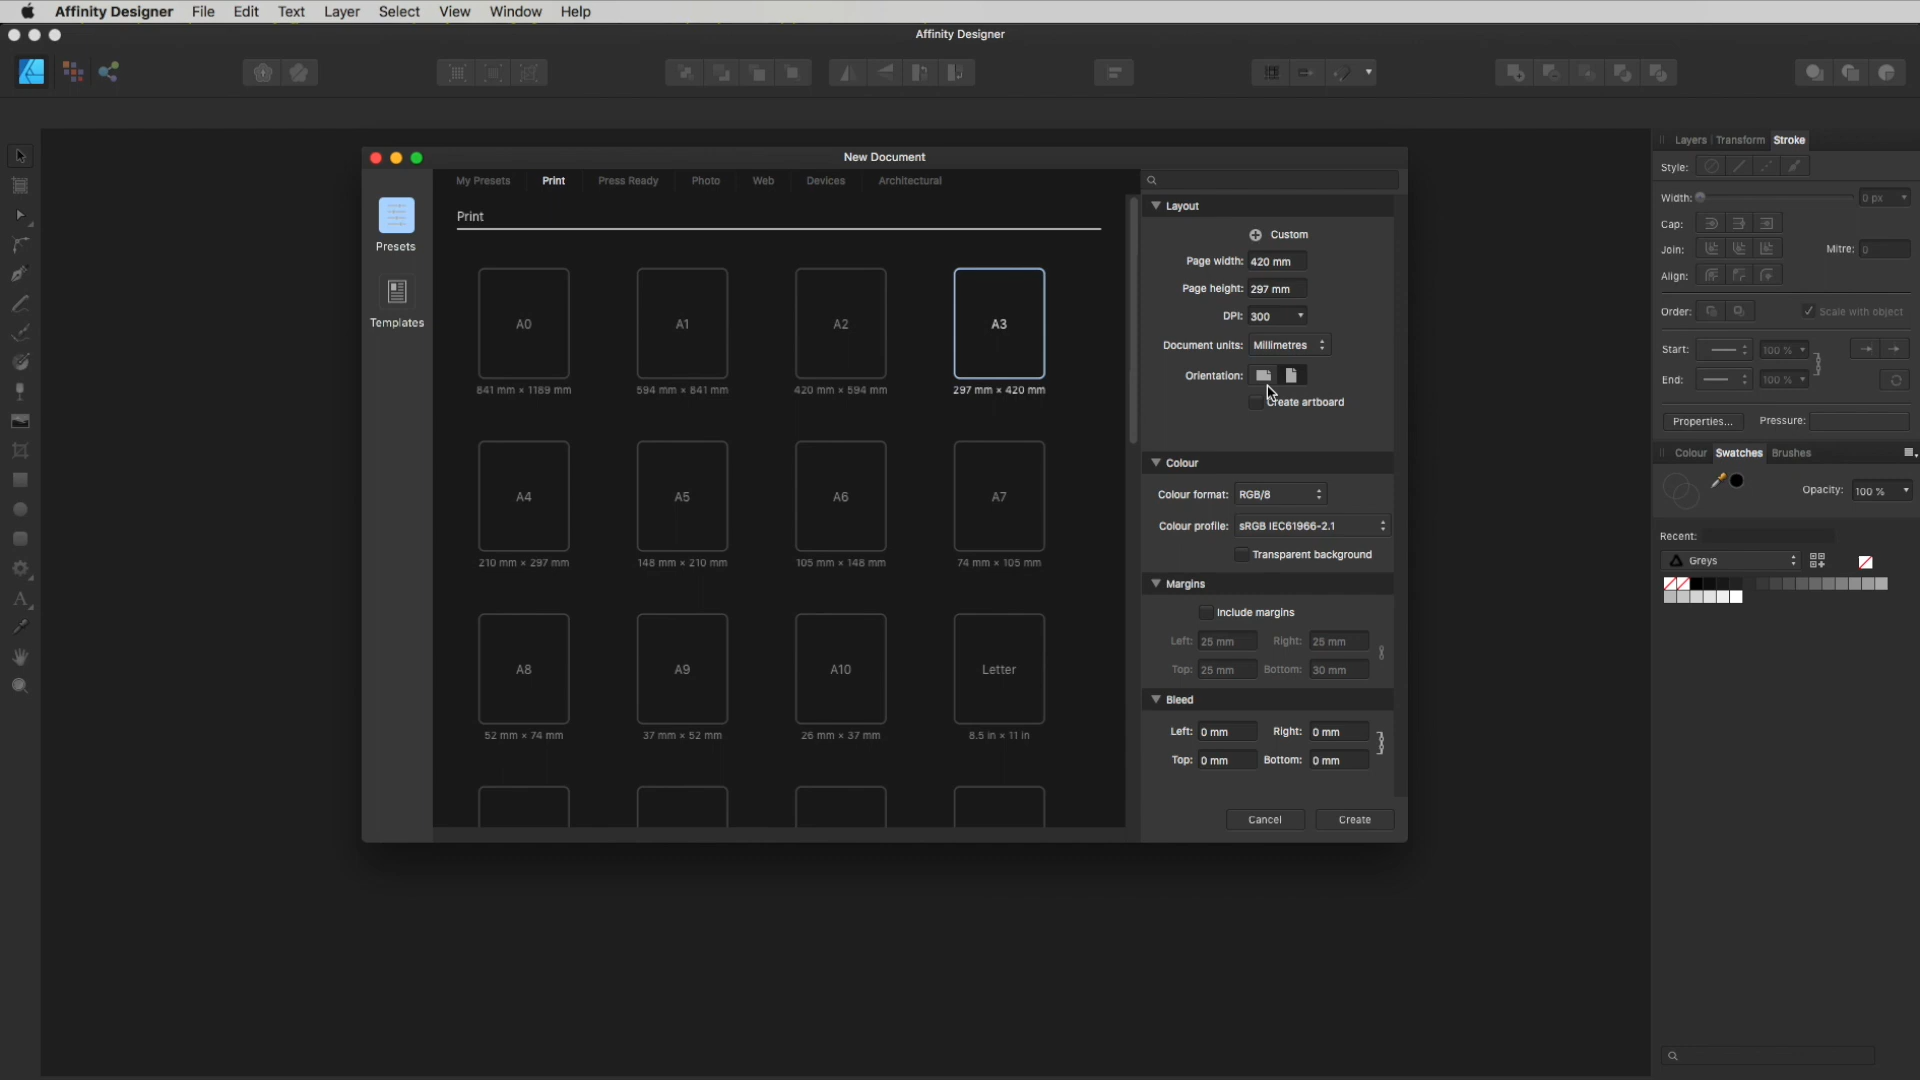 Affinity Designer File Edit Text Layer Select View Window Help
Affinity Designer
New Document
My Presets Print Press Ready Photo Web Devices Architectural
Presets
Templates
Print
A0 A1 A2 A3
841 mm × 1189 mm 594 mm × 841 mm 420 mm × 594 mm 297 mm × 420 mm
A4 A5 A6 A7
210 mm × 297 mm 148 mm × 210 mm 105 mm × 148 mm 74 mm × 105 mm
A8 A9 A10 Letter
52 mm × 74 mm 37 mm × 52 mm 26 mm × 37 mm 8.5 in × 11 in
Layout
Custom
Page width: 420 mm
Page height: 297 mm
DPI: 300
Document units: Millimetres
Orientation:
Create artboard
Colour
Colour format: RGB/8
Colour profile: sRGB IEC61966-2.1
Transparent background
Margins
Include margins
Left: 25 mm Right: 25 mm
Top: 25 mm Bottom: 30 mm
Bleed
Left: 0 mm Right: 0 mm
Top: 0 mm Bottom: 0 mm
Cancel Create
Layers Transform Stroke
Style:
Width: 0 px
Cap:
Join: Mitre: 0
Align:
Order: Scale with object
Start: 100 %
End: 100 %
Properties... Pressure:
Colour Swatches Brushes
Opacity: 100 %
Recent:
Greys